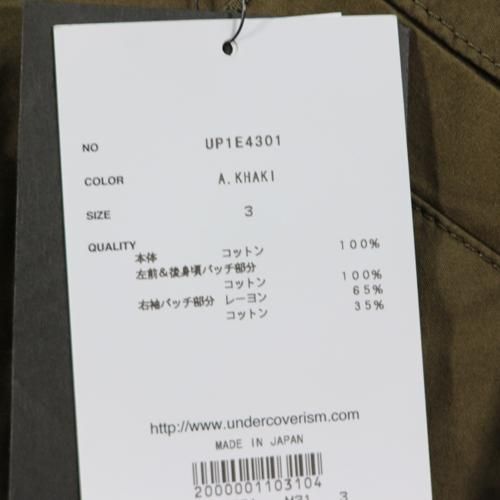 NO UP1E4301
COLOR A.KHAKI
SIZE 3
QUALITY
本体 コットン 100%
左前&後身頃パッチ部分
コットン 100%
右袖パッチ部分 レーヨン 65%
コットン 35%
http://www.undercoverism.com
MADE IN JAPAN
2000001103104
3